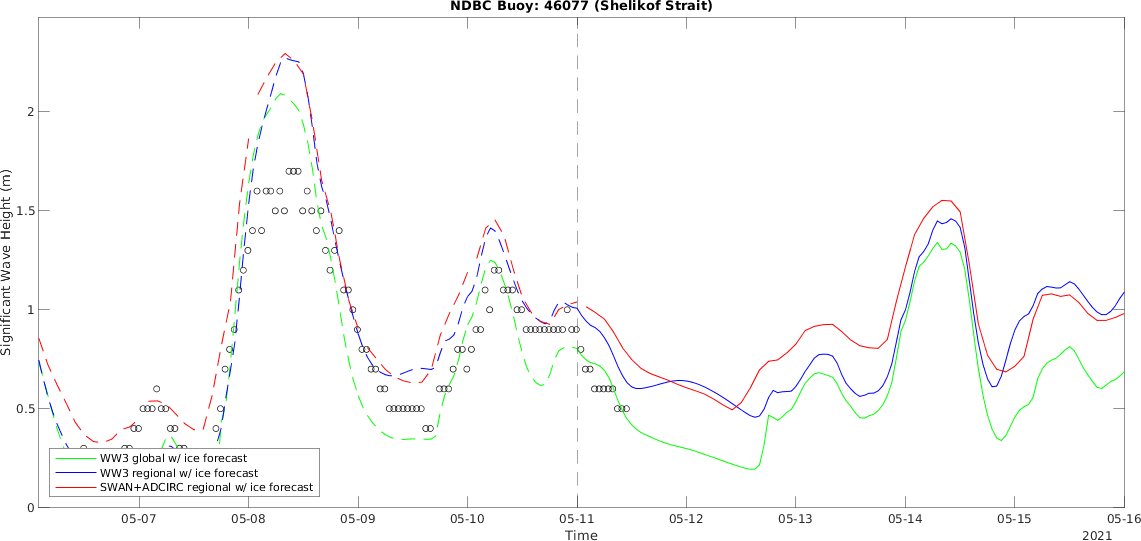 NDBC Buoy: 46077 (Shelikof Strait)
Significant Wave Height (m)
2
1.5
1
0.5
0
WW3 global w/ ice forecast
WW3 regional w/ ice forecast
SWAN+ADCIRC regional w/ ice forecast
05-07 05-08 05-09 05-10 05-11 05-12 05-13 05-14 05-15 05-16
Time
2021